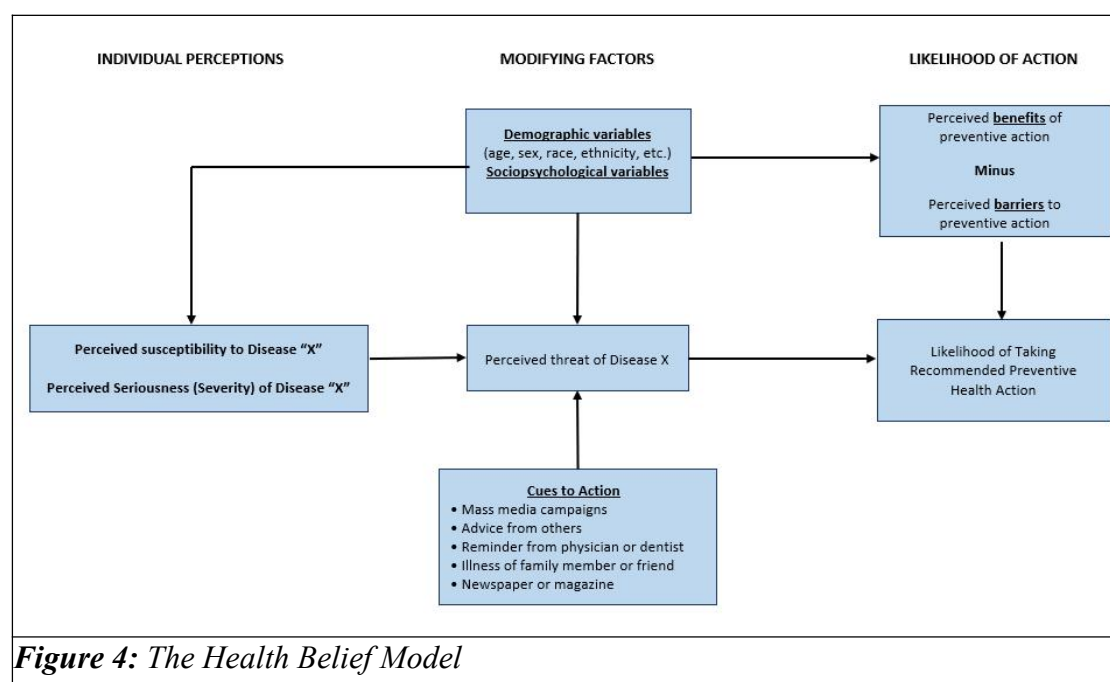 INDIVIDUAL PERCEPTIONS
MODIFYING FACTORS
LIKELIHOOD OF ACTION
Demographic variables
(age, sex, race, ethnicity, etc.)
Sociopsychological variables
Perceived benefits of
preventive action
Minus
Perceived barriers to
preventive action
Perceived susceptibility to Disease “X”
Perceived Seriousness (Severity) of Disease “X”
Perceived threat of Disease X
Likelihood of Taking
Recommended Preventive
Health Action
Cues to Action
• Mass media campaigns
• Advice from others
• Reminder from physician or dentist
• Illness of family member or friend
• Newspaper or magazine
Figure 4: The Health Belief Model